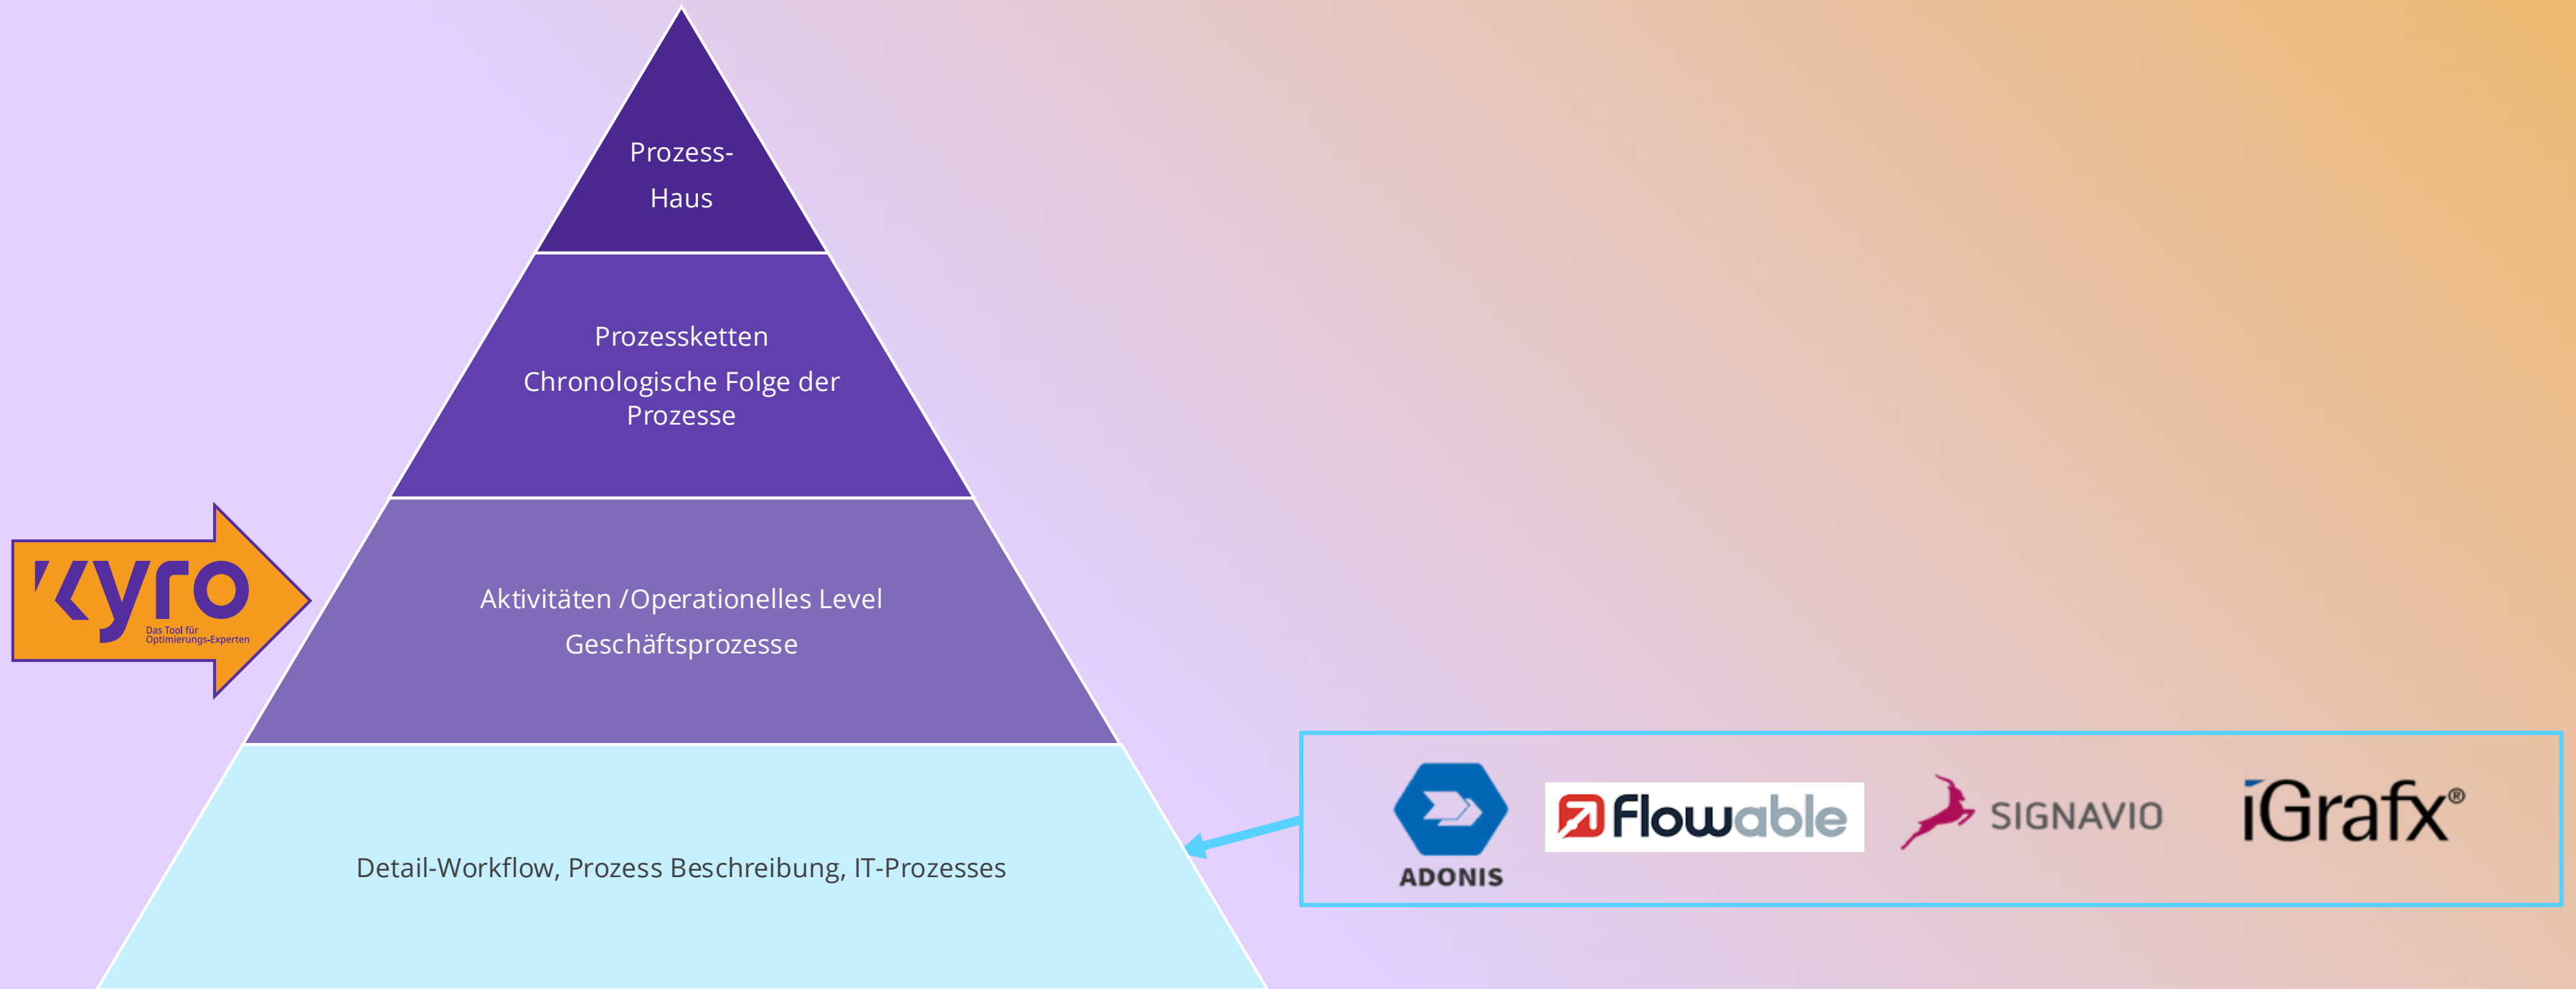 Prozess-
Haus
Prozessketten
Chronologische Folge der
Prozesse
kyro
Das Tool für
Optimierungs-Experten
Aktivitäten /Operationelles Level
Geschäftsprozesse
Detail-Workflow, Prozess Beschreibung, IT-Prozesses
ADONIS
flowable
SIGNAVIO
iGrafx®